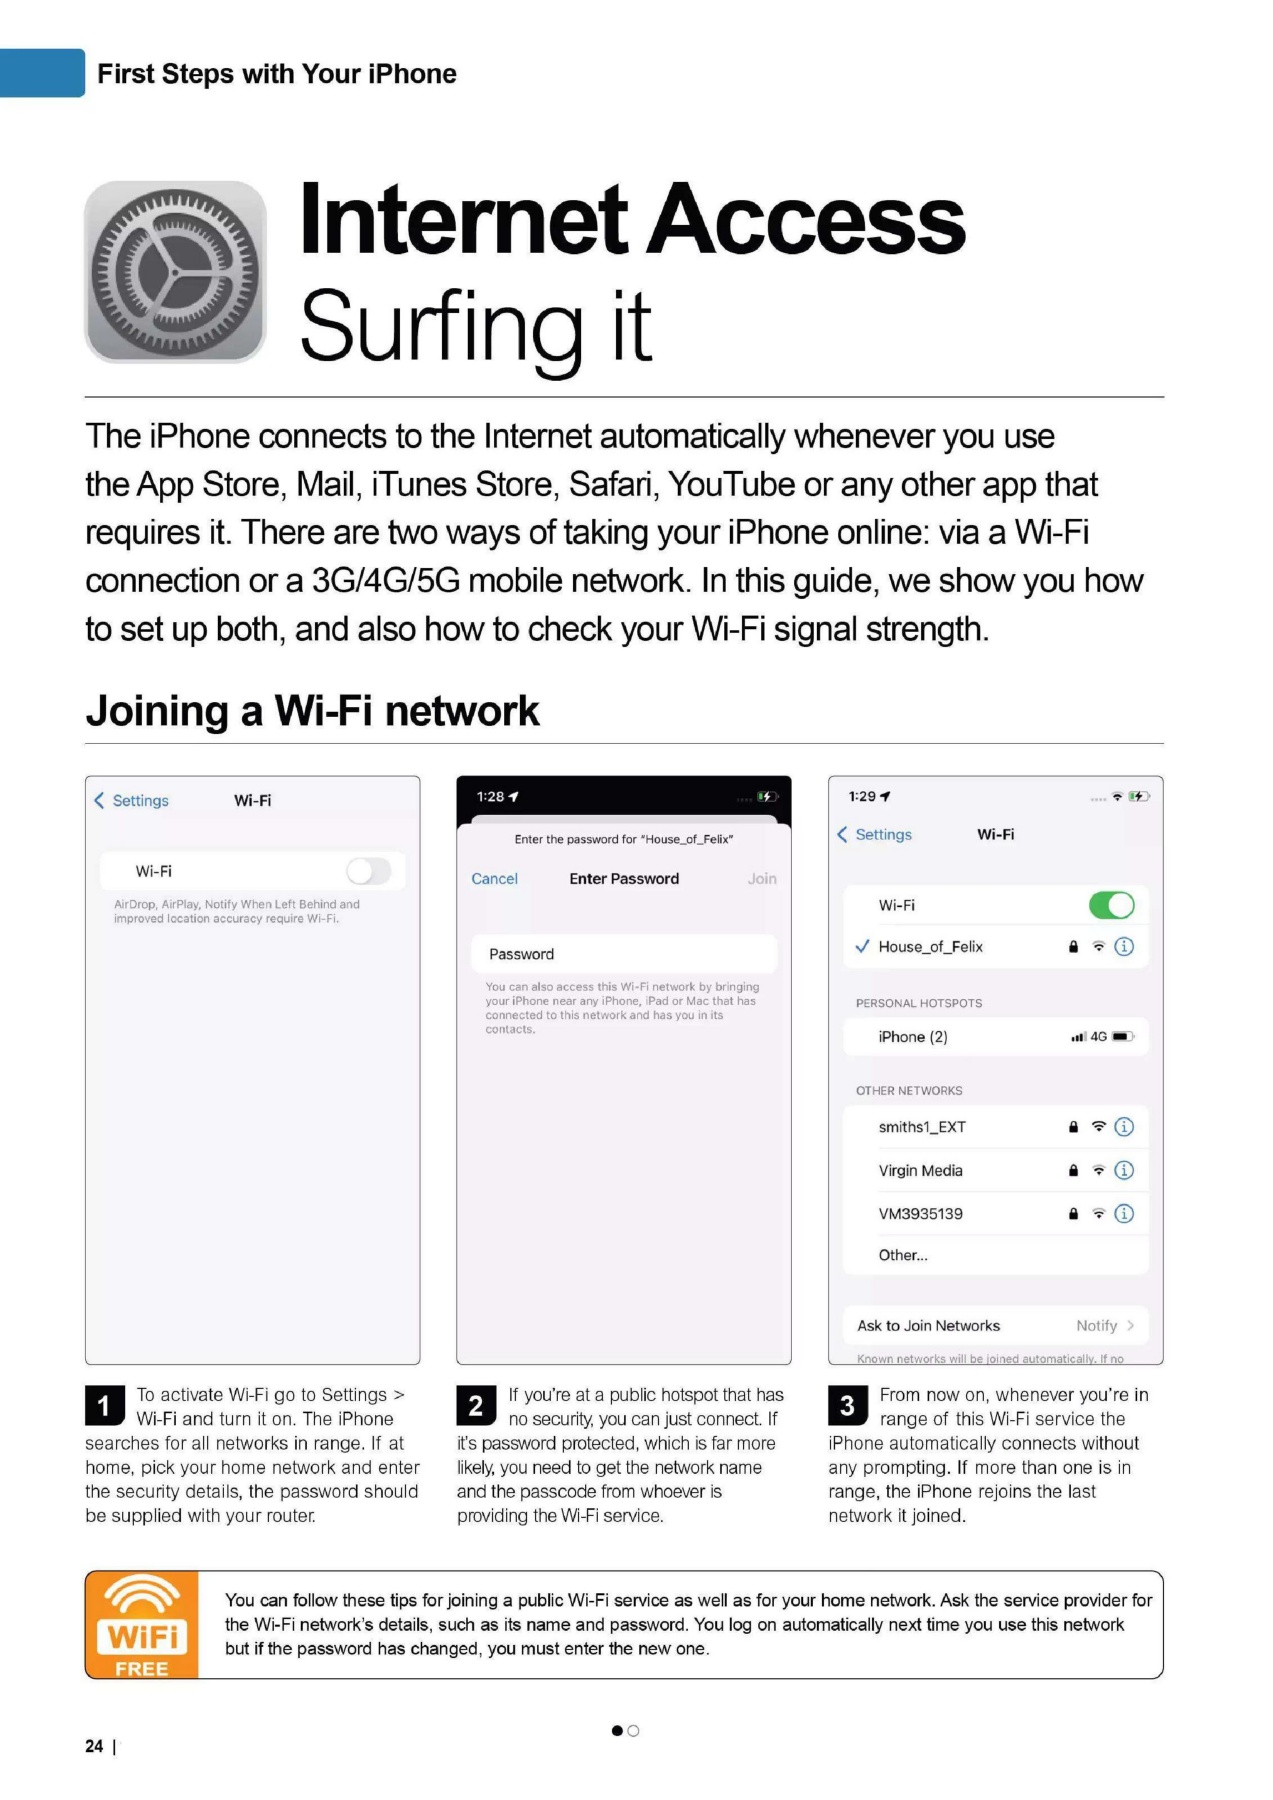 First Steps with Your iPhone
Internet Access
Surfing it
The iPhone connects to the Internet automatically whenever you use
the App Store, Mail, iTunes Store, Safari, YouTube or any other app that
requires it. There are two ways of taking your iPhone online: via a Wi-Fi
connection or a 3G/4G/5G mobile network. In this guide, we show you how
to set up both, and also how to check your Wi-Fi signal strength.
Joining a Wi-Fi network
Settings Wi-Fi
Wi-Fi
AirDrop, AirPlay, Notify When Left Behind and
improved location accuracy require Wi-Fi.
1:28
Enter the password for "House_of_Felix"
Cancel Enter Password Join
Password
You can also access this Wi-Fi network by bringing
your iPhone near any iPhone, iPad or Mac that has
connected to this network and has you in its
contacts.
1:29
Settings Wi-Fi
Wi-Fi
House_of_Felix
PERSONAL HOTSPOTS
iPhone (2) 4G
OTHER NETWORKS
smiths1_EXT
Virgin Media
VM3935139
Other...
Ask to Join Networks Notify
Known networks will be joined automatically. If no
1 To activate Wi-Fi go to Settings >
Wi-Fi and turn it on. The iPhone
searches for all networks in range. If at
home, pick your home network and enter
the security details, the password should
be supplied with your router.
2 If you're at a public hotspot that has
no security, you can just connect. If
it's password protected, which is far more
likely, you need to get the network name
and the passcode from whoever is
providing the Wi-Fi service.
3 From now on, whenever you're in
range of this Wi-Fi service the
iPhone automatically connects without
any prompting. If more than one is in
range, the iPhone rejoins the last
network it joined.
WiFi
FREE
You can follow these tips for joining a public Wi-Fi service as well as for your home network. Ask the service provider for
the Wi-Fi network's details, such as its name and password. You log on automatically next time you use this network
but if the password has changed, you must enter the new one.
24 |